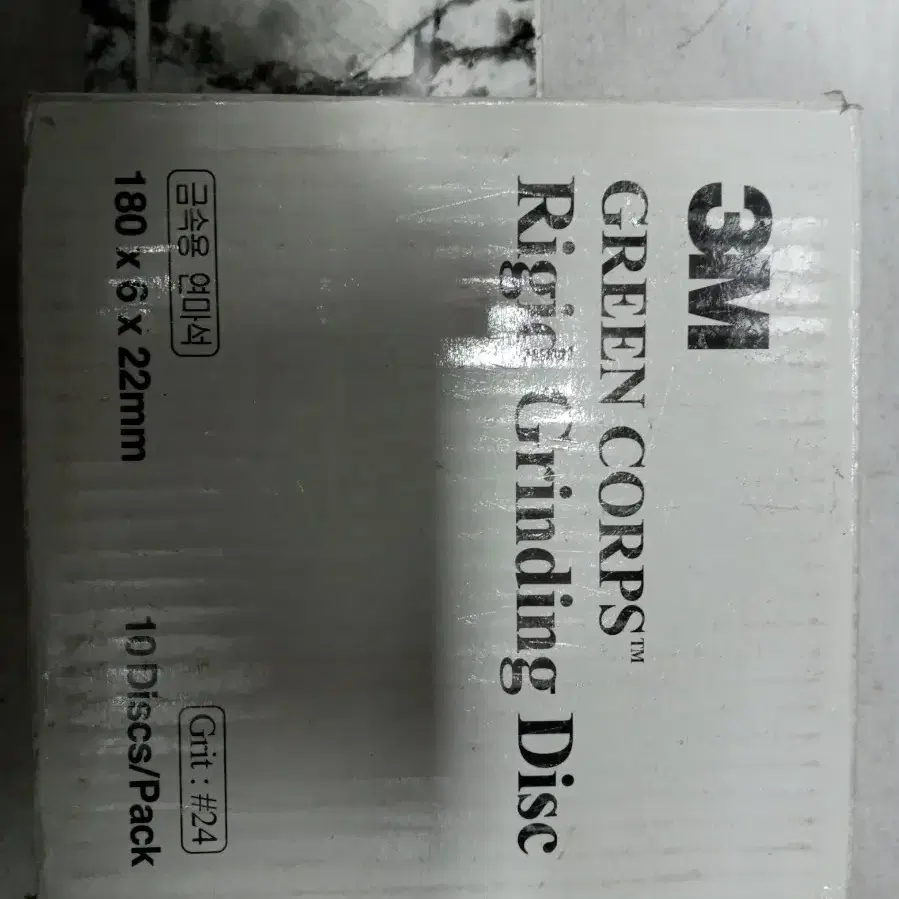 3M
GREEN CORPS™
Rigid Grinding Disc
금속용 연마석
Grit : #24
180 x 6 x 22mm
10Discs/Pack